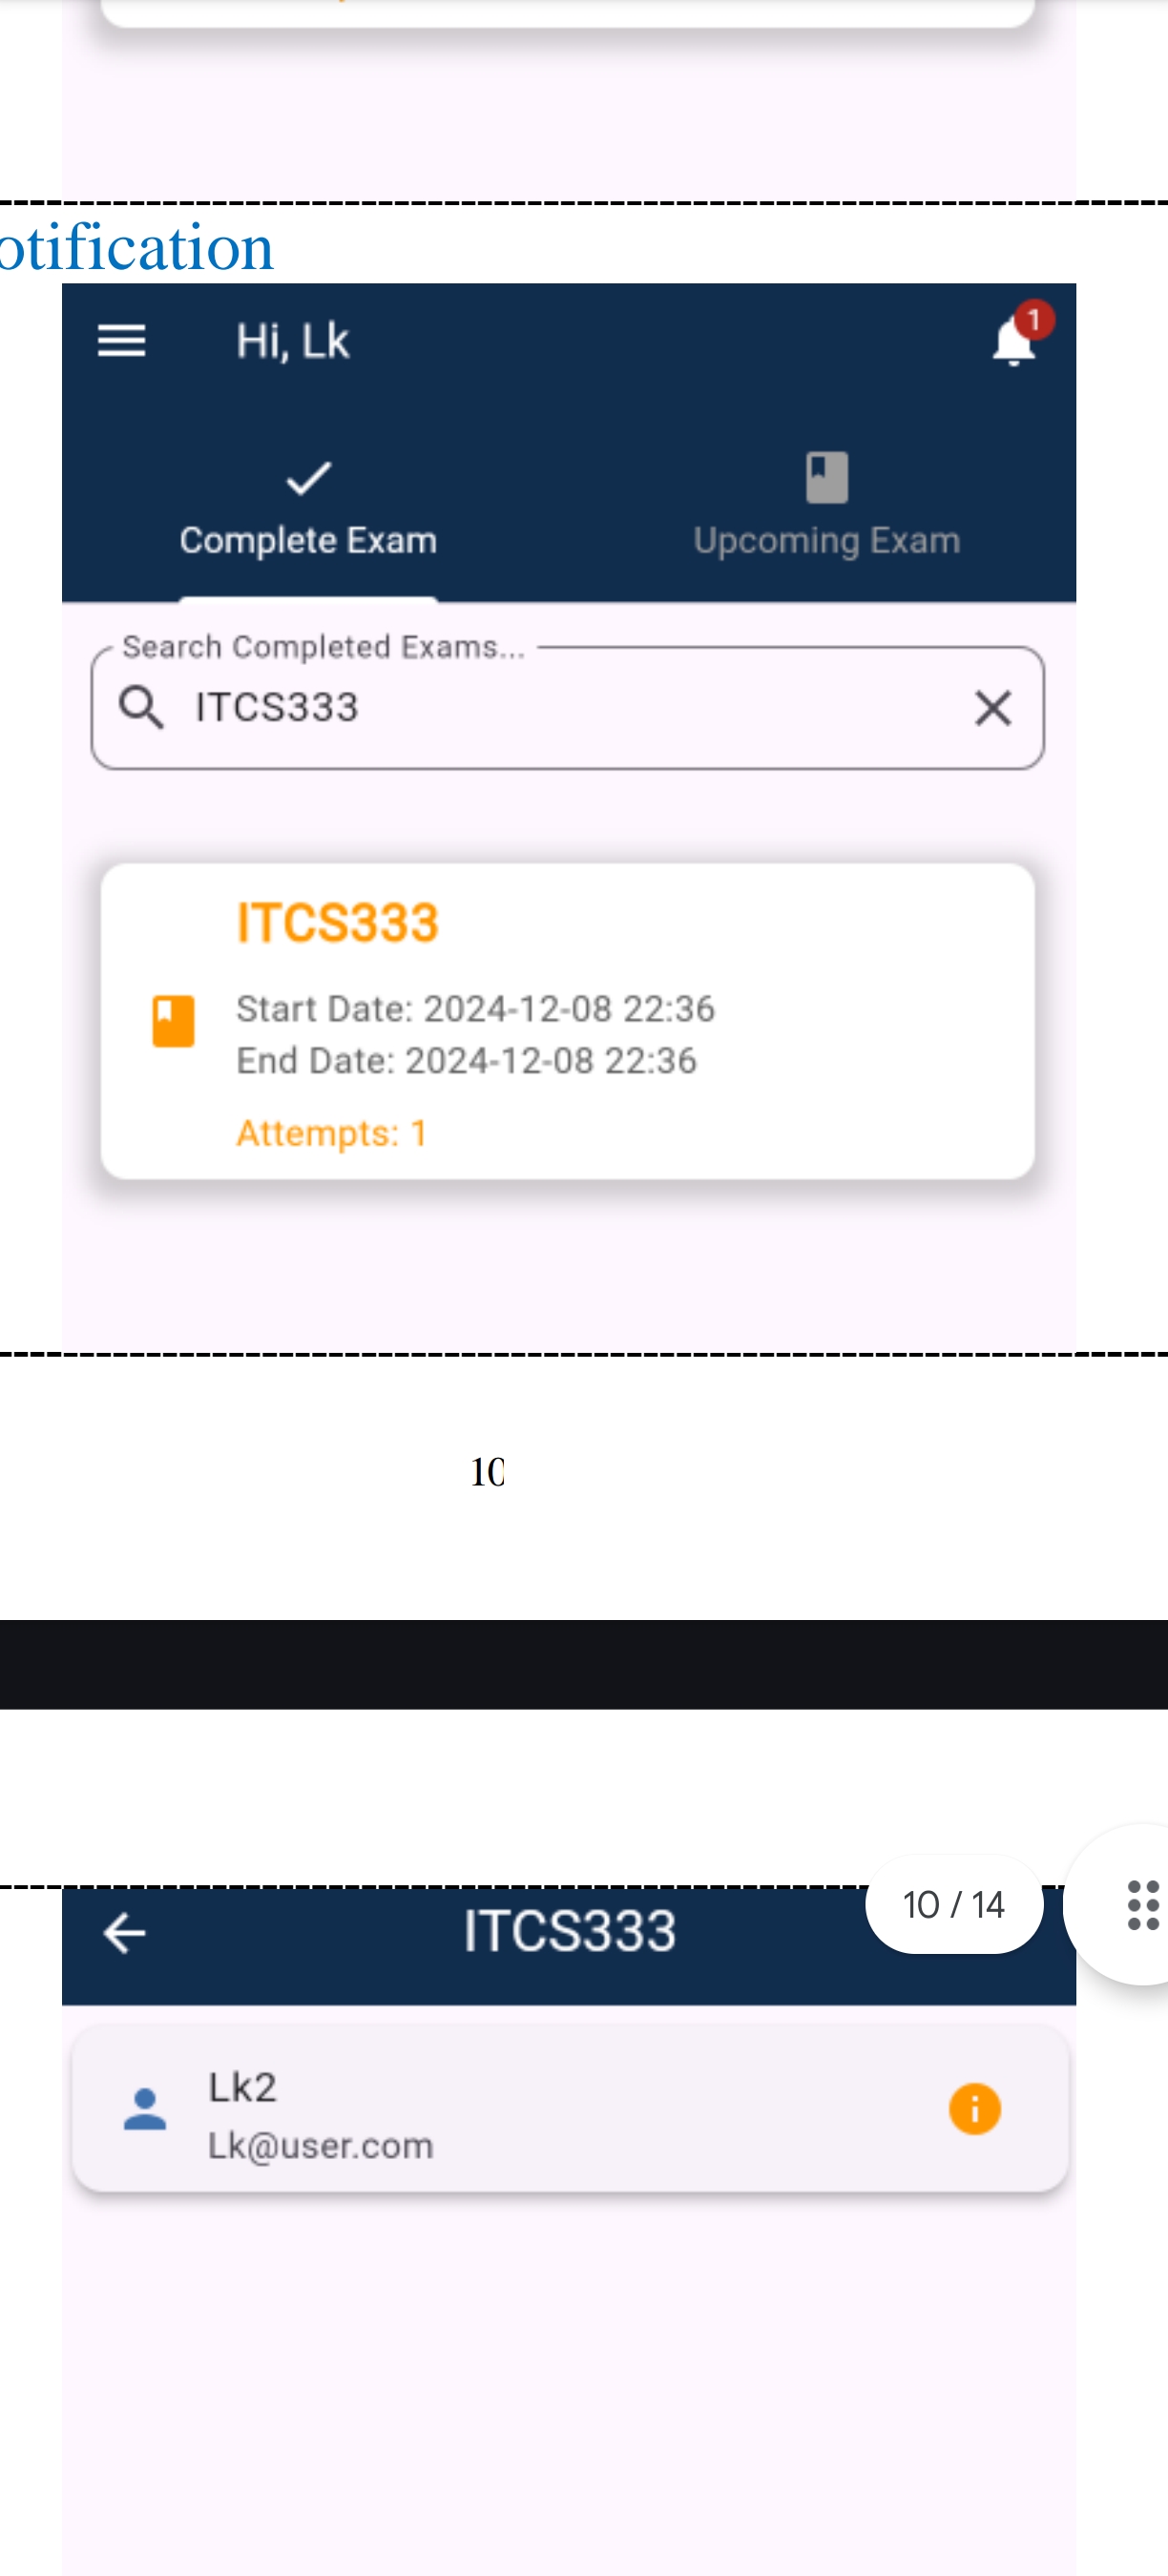 otification
Hi, Lk
1
Complete Exam
Upcoming Exam
Search Completed Exams...
ITCS333
ITCS333
Start Date: 2024-12-08 22:36
End Date: 2024-12-08 22:36
Attempts: 1
10
10 / 14
ITCS333
Lk2
Lk@user.com